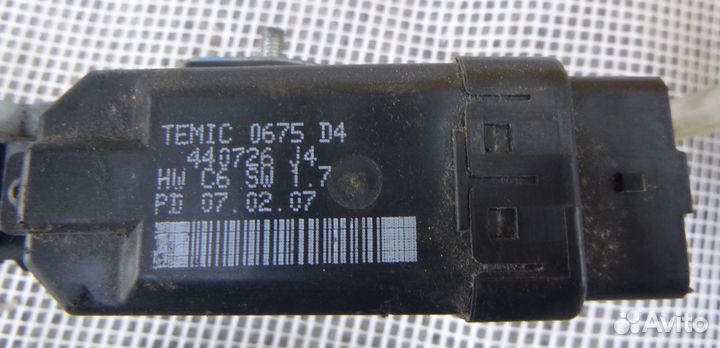 TEMIC 0675 D4
440726 J4
HW C6 SW 1.7
PD 07.02.07
Avito